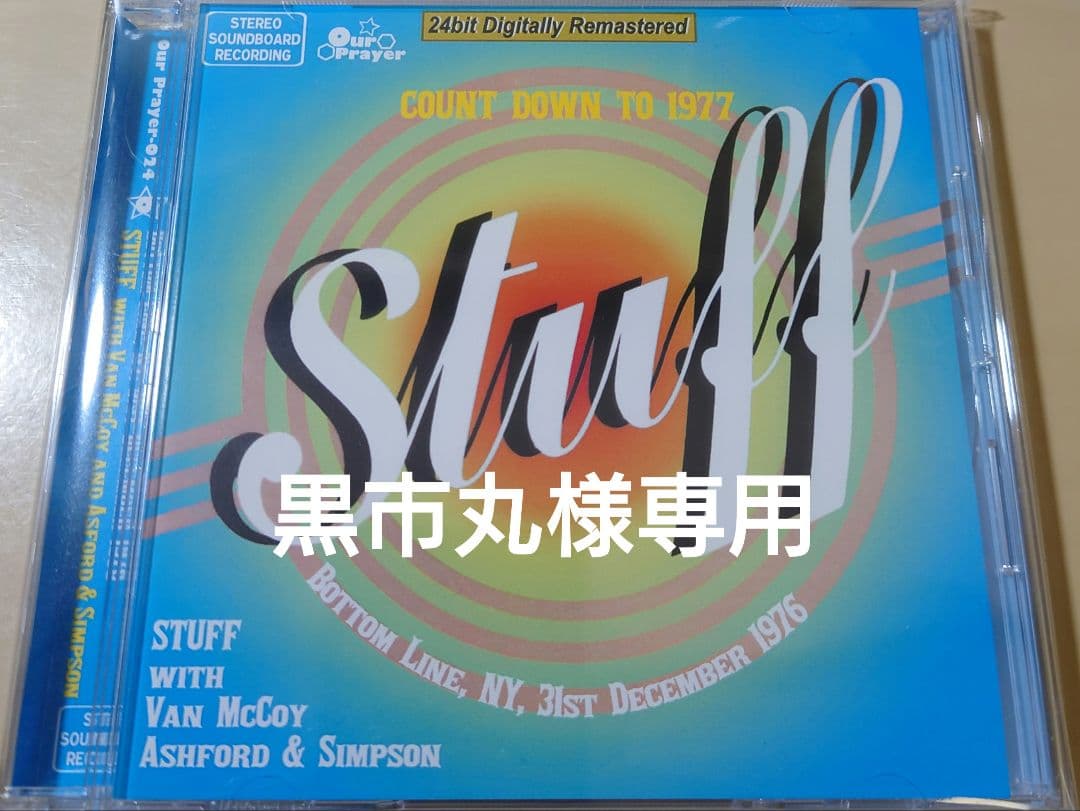 STEREO
SOUNDBOARD
RECORDING
Our
Prayer
24bit Digitally Remastered
COUNT DOWN TO 1977
Stuff
黒市丸様専用
BOTTOM LINE, NY, 31ST DECEMBER 1976
STUFF
WITH
VAN MCCOY
ASHFORD & SIMPSON
Our Prayer-024
STUFF WITH VAN MCCOY AND ASFORD & SIMPSON